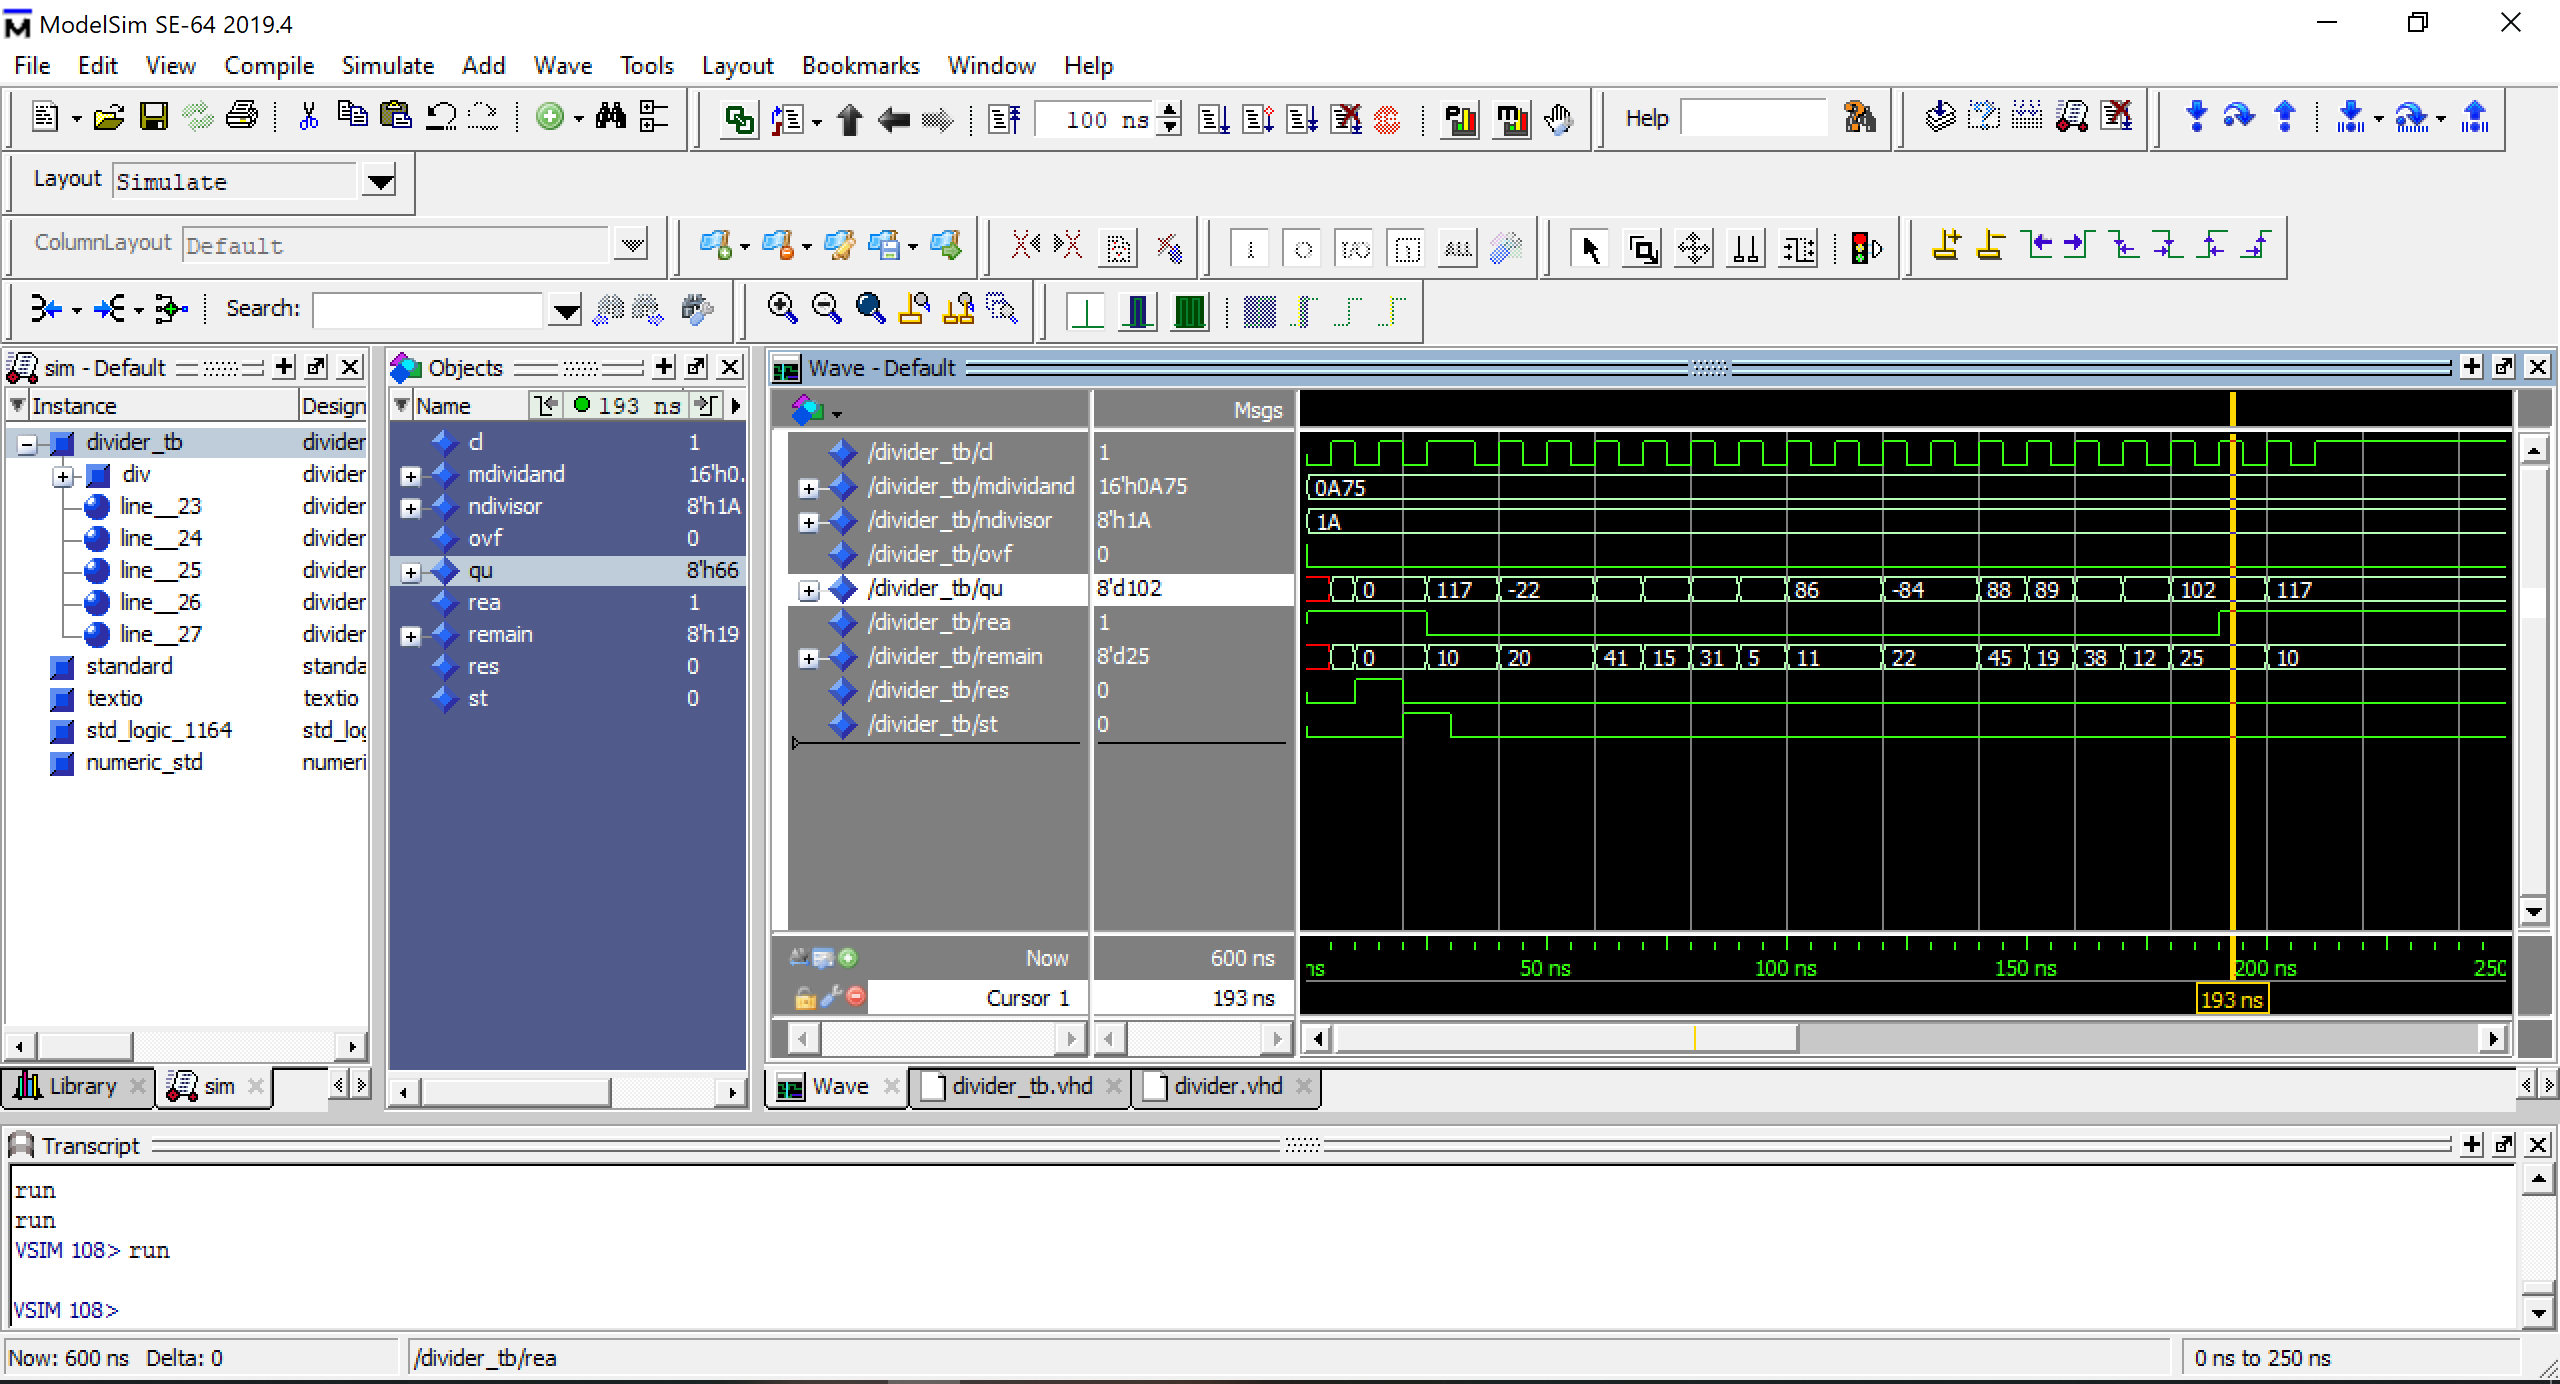 ModelSim SE-64 2019.4
File Edit View Compile Simulate Add Wave Tools Layout Bookmarks Window Help
100 ns
Help
Layout Simulate
ColumnLayout Default
I O I/O ALL
Search:
sim - Default
Instance Design
divider_tb divider
div divider
line__23 divider
line__24 divider
line__25 divider
line__26 divider
line__27 divider
standard standa
textio textio
std_logic_1164 std_log
numeric_std numeri
Library sim
Objects
Name 193 ns
cl 1
mdividand 16'h0.
ndivisor 8'h1A
ovf 0
qu 8'h66
rea 1
remain 8'h19
res 0
st 0
Wave - Default
Msgs
/divider_tb/cl 1
/divider_tb/mdividand 16'h0A75 0A75
/divider_tb/ndivisor 8'h1A 1A
/divider_tb/ovf 0
/divider_tb/qu 8'd102 0 117 -22 86 -84 88 89 102 117
/divider_tb/rea 1
/divider_tb/remain 8'd25 0 10 20 41 15 31 5 11 22 45 19 38 12 25 10
/divider_tb/res 0
/divider_tb/st 0
Now 600 ns ns 50 ns 100 ns 150 ns 200 ns 250
Cursor 1 193 ns 193 ns
Wave divider_tb.vhd divider.vhd
Transcript
run
run
VSIM 108> run
VSIM 108>
Now: 600 ns Delta: 0 /divider_tb/rea 0 ns to 250 ns